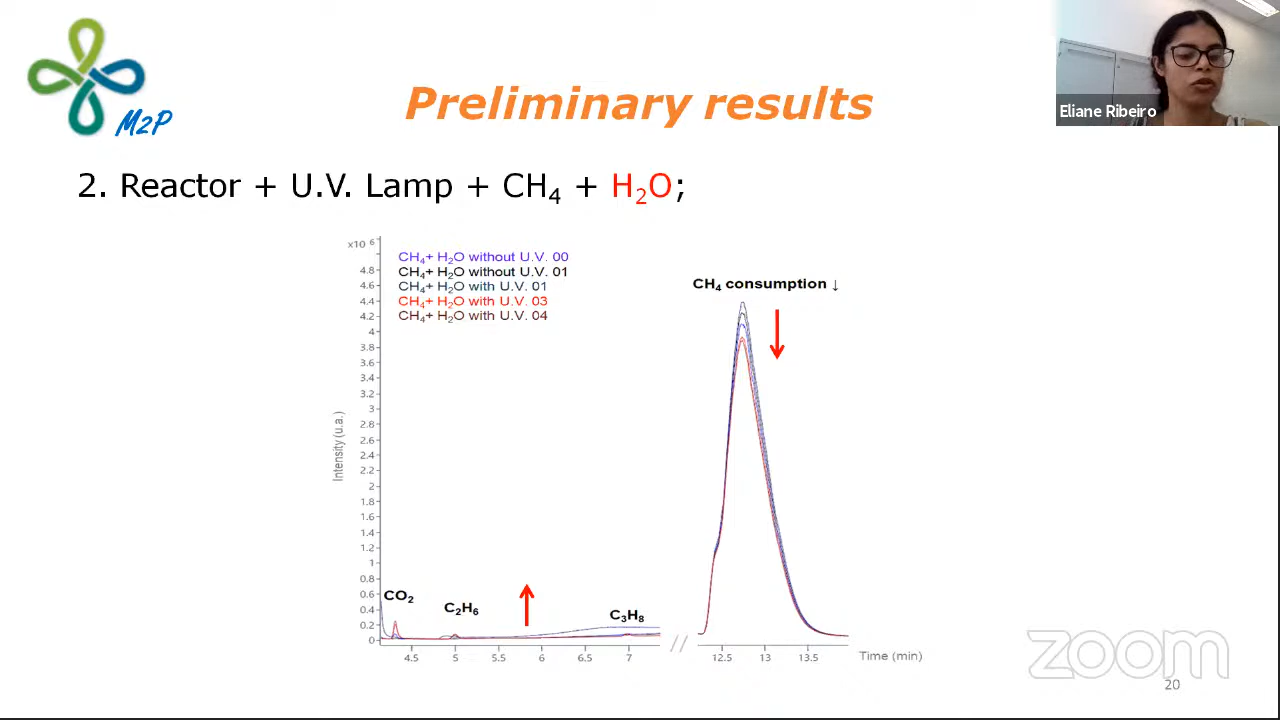 M2P
Preliminary results
Eliane Ribeiro
2. Reactor + U.V. Lamp + CH₄ + H₂O;
x10 6
CH₄+ H₂O without U.V. 00
CH₄+ H₂O without U.V. 01
CH₄+ H₂O with U.V. 01
CH₄+ H₂O with U.V. 03
CH₄+ H₂O with U.V. 04
CH₄ consumption ↓
4.8
4.6
4.4
4.2
4
3.8
3.6
3.4
3.2
3
2.8
2.6
2.4
2.2
2
1.8
1.6
1.4
1.2
1
0.8
0.6
0.4
0.2
0
Intensity (u.a.)
CO₂
C₂H₆
C₃H₈
4.5 5 5.5 6 6.5 7 // 12.5 13 13.5 Time (min)
zoom
20